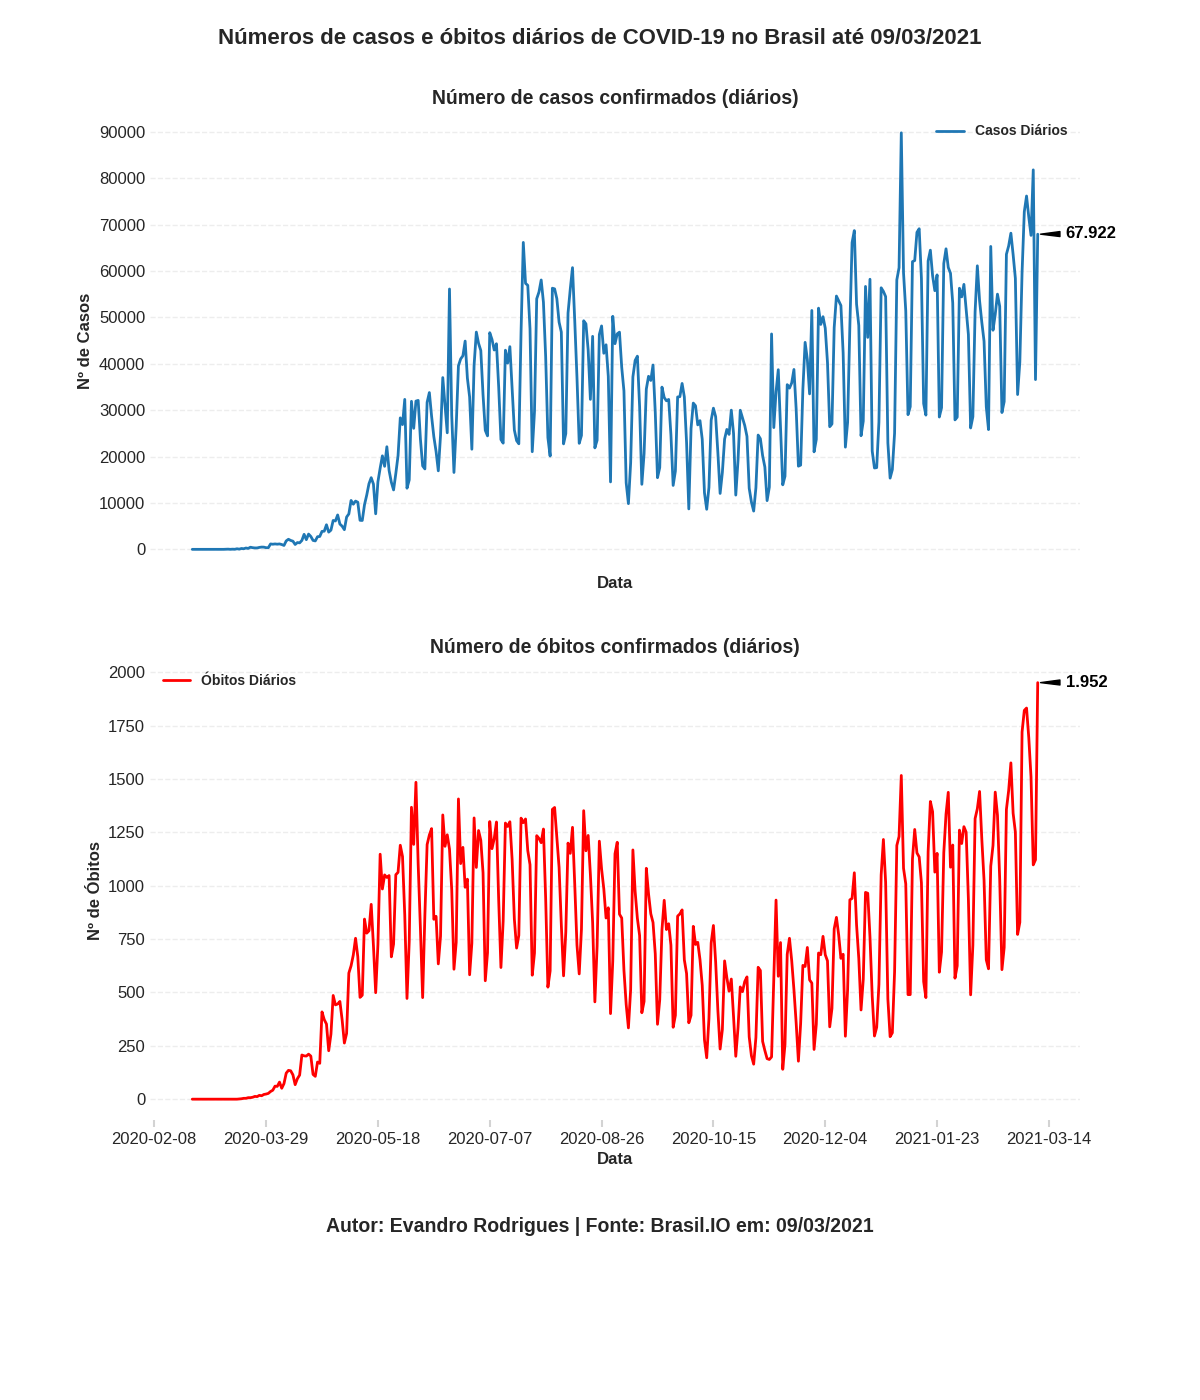 Números de casos e óbitos diários de COVID-19 no Brasil até 09/03/2021
Número de casos confirmados (diários)
Casos Diários
90000
80000
70000
60000
50000
40000
30000
20000
10000
0
67.922
Nº de Casos
Data
Número de óbitos confirmados (diários)
Óbitos Diários
2000
1750
1500
1250
1000
750
500
250
0
1.952
Nº de Óbitos
2020-02-08 2020-03-29 2020-05-18 2020-07-07 2020-08-26 2020-10-15 2020-12-04 2021-01-23 2021-03-14
Data
Autor: Evandro Rodrigues | Fonte: Brasil.IO em: 09/03/2021